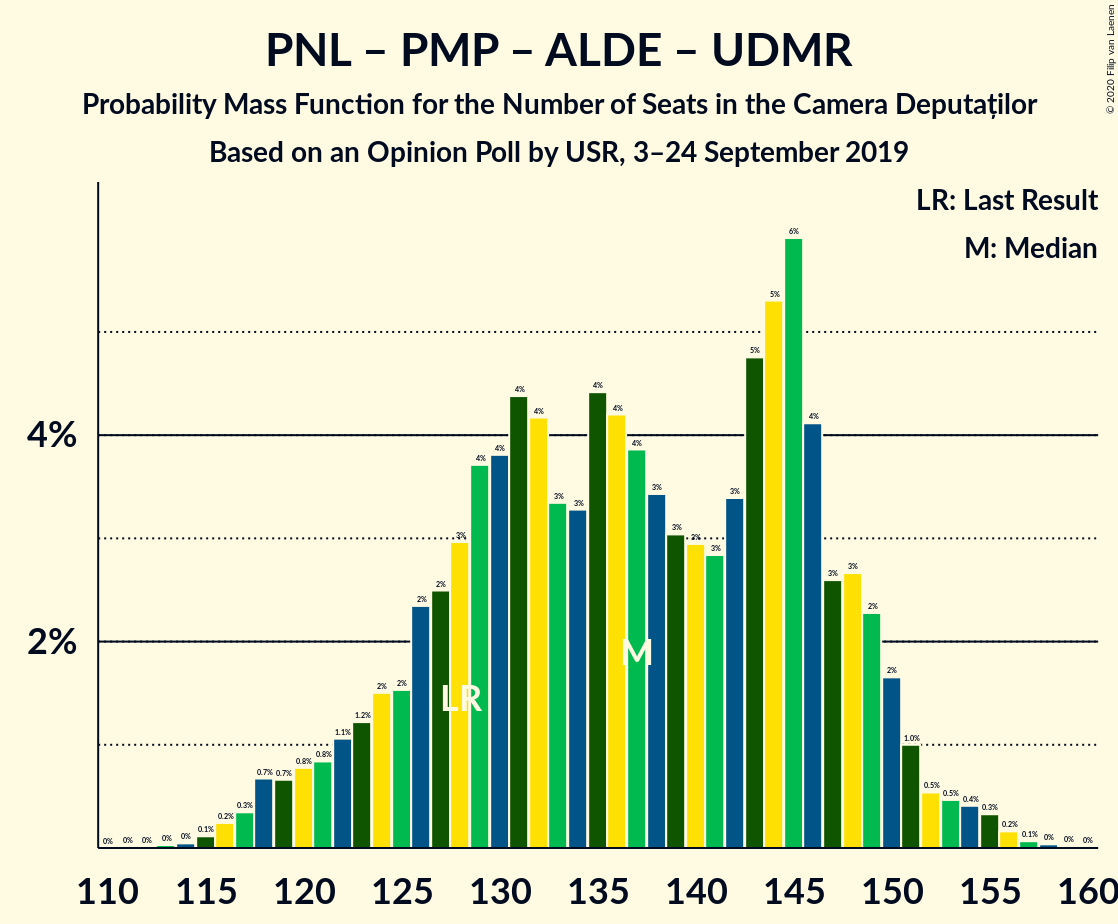 PNL – PMP – ALDE – UDMR
Probability Mass Function for the Number of Seats in the Camera Deputaților
Based on an Opinion Poll by USR, 3–24 September 2019
© 2020 Filip van Laenen
LR: Last Result
M: Median
4%
2%
0% 0% 0% 0% 0% 0.1% 0.2% 0.3% 0.7% 0.7% 0.8% 0.8% 1.1% 1.2% 2% 2% 2% 2% 3% 4% 4% 4% 4% 3% 3% 4% 4% 4% 3% 3% 3% 3% 3% 5% 5% 6% 4% 3% 3% 2% 2% 1.0% 0.5% 0.5% 0.4% 0.3% 0.2% 0.1% 0% 0% 0%
M
LR
110 115 120 125 130 135 140 145 150 155 160